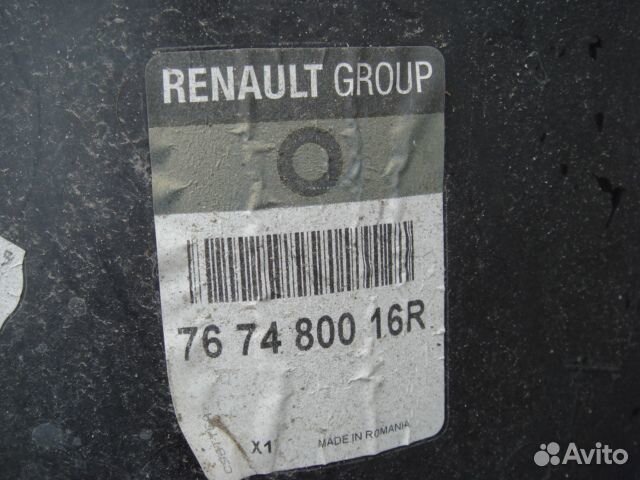 RENAULT GROUP
76 74 800 16R
X1
MADE IN ROMANIA
Avito